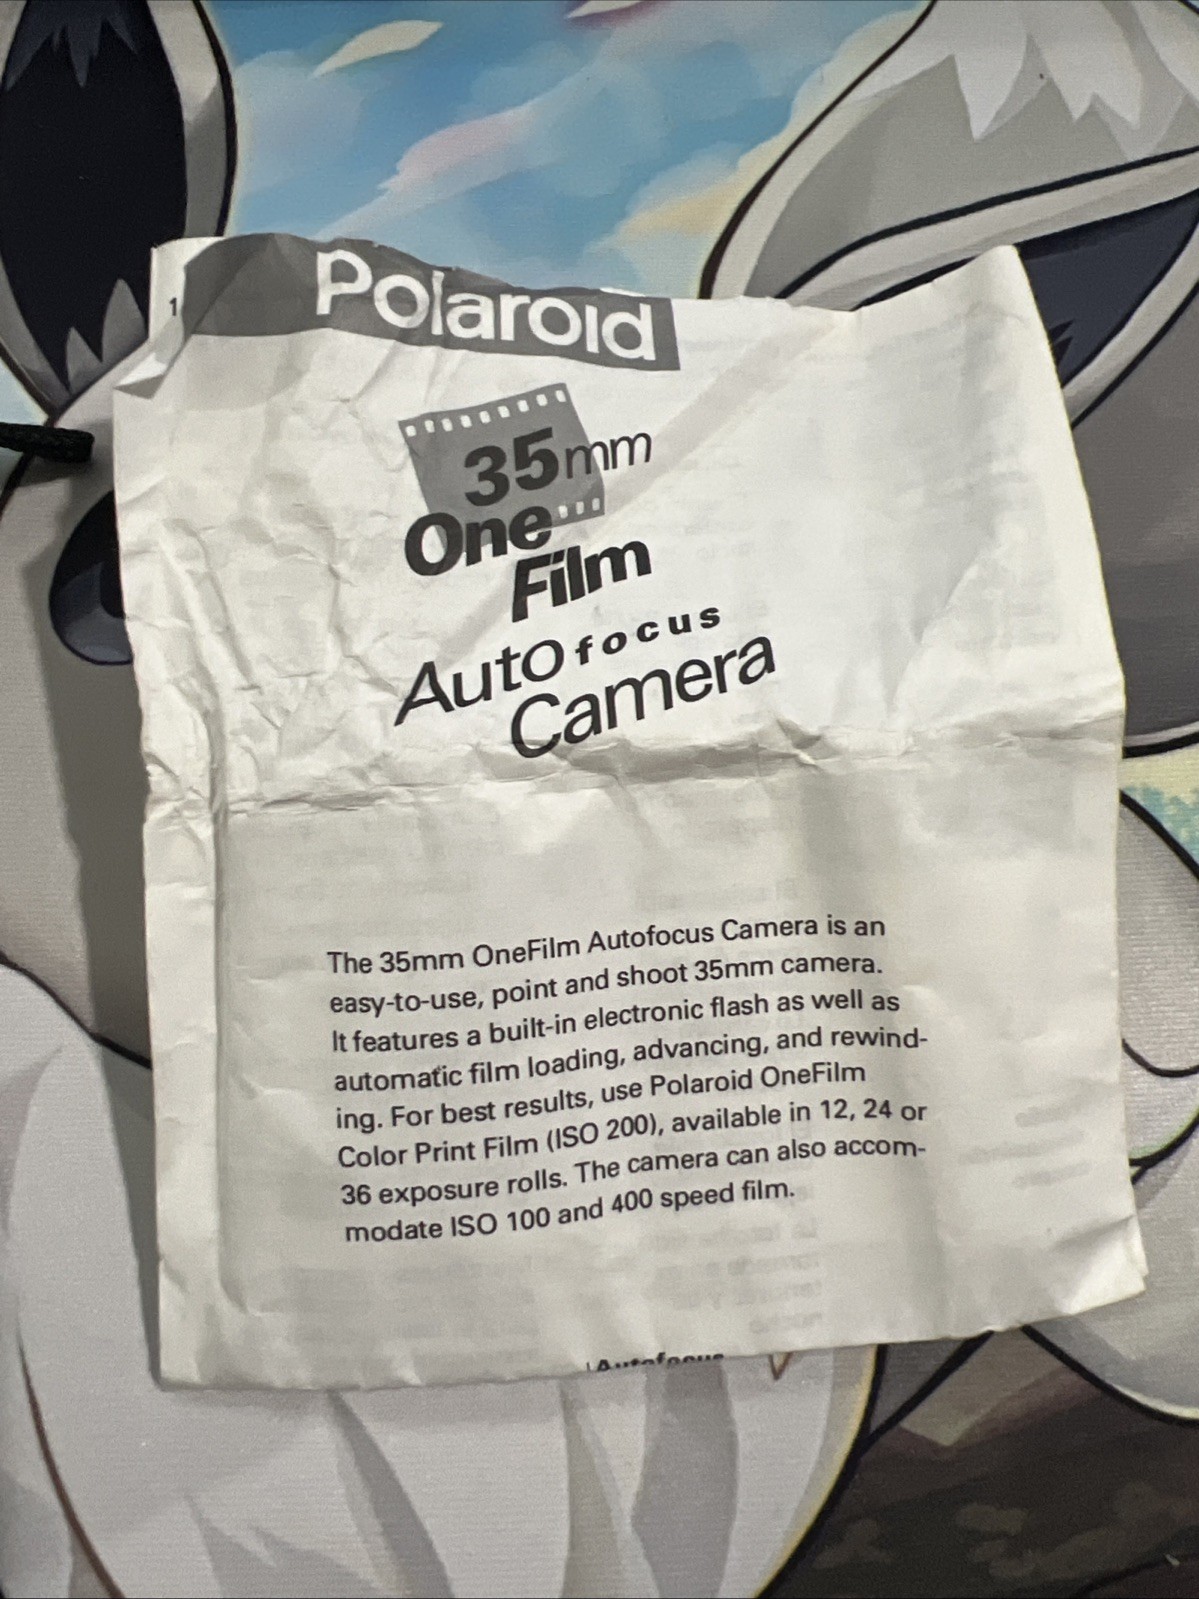 1
Polaroid
35mm
One
Film
Autofocus
Camera
The 35mm OneFilm Autofocus Camera is an
easy-to-use, point and shoot 35mm camera.
It features a built-in electronic flash as well as
automatic film loading, advancing, and rewind-
ing. For best results, use Polaroid OneFilm
Color Print Film (ISO 200), available in 12, 24 or
36 exposure rolls. The camera can also accom-
modate ISO 100 and 400 speed film.
Autofocus